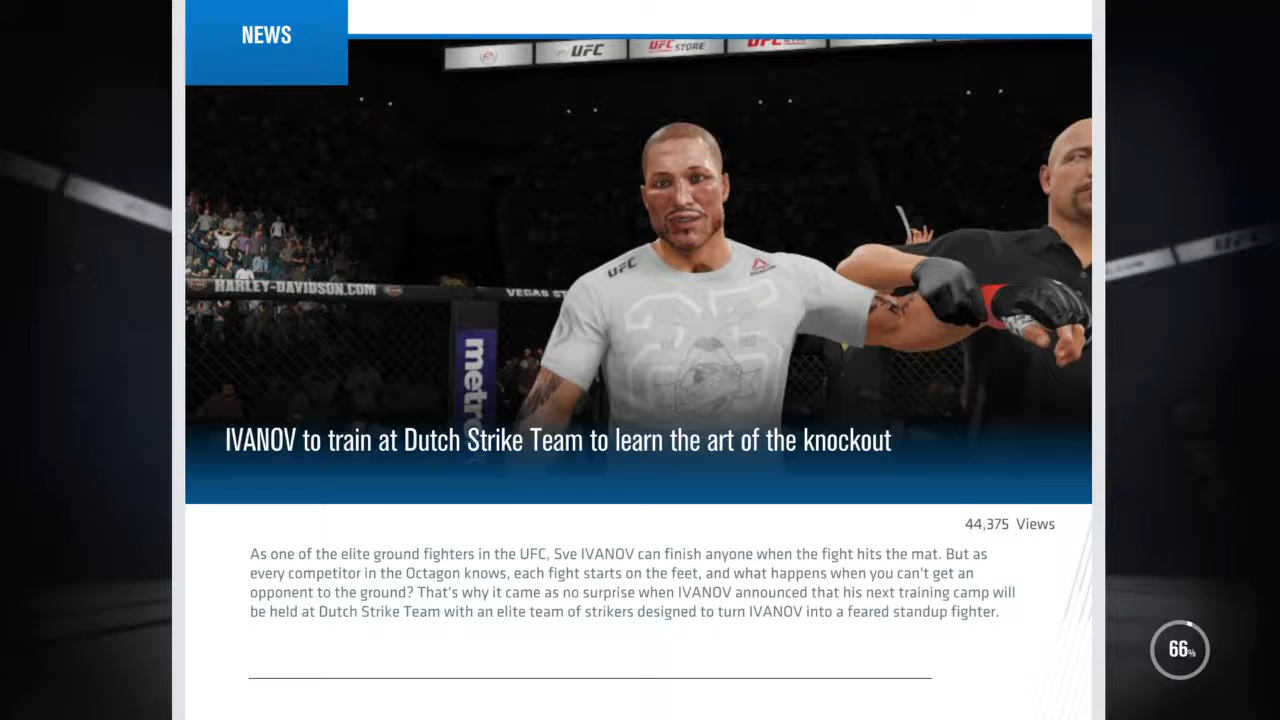 NEWS
UFC
UFC STORE
UFC
HARLEY-DAVIDSON.COM
VEGAS ST
UFC
metro
IVANOV to train at Dutch Strike Team to learn the art of the knockout
44,375 Views
As one of the elite ground fighters in the UFC, Sve IVANOV can finish anyone when the fight hits the mat. But as
every competitor in the Octagon knows, each fight starts on the feet, and what happens when you can't get an
opponent to the ground? That's why it came as no surprise when IVANOV announced that his next training camp will
be held at Dutch Strike Team with an elite team of strikers designed to turn IVANOV into a feared standup fighter.
66%